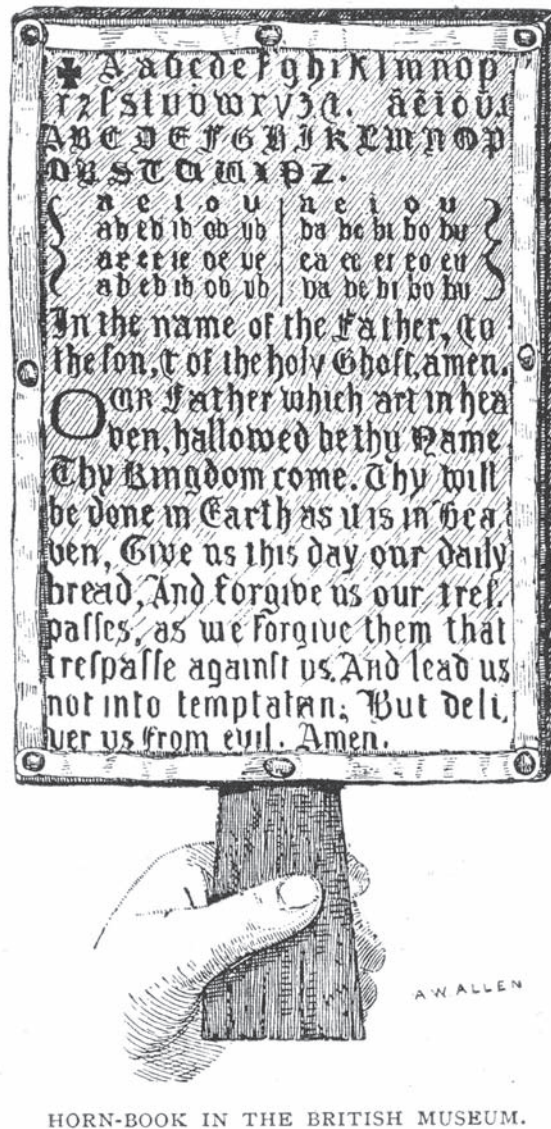 ✠ A a b c d e f g h i k l m n o p
r ꝛ ſ s t u v w x y z &. a e i o u
A B C D E F G H I K L M N O P
Q R S T U W X Y Z.
a e i o u | a e i o u
ab eb ib ob ub | ba be bi bo bu
ac ec ic oc uc | ca ce ci co cu
ad ed id od ud | da de di do du
In the name of the Father, &
the ſon, & of the holy Ghoſt, amen.
OUR Father which art in hea
ven, hallowed be thy Name
Thy Kingdom come. Thy will
be done in Earth as it is in Hea,
ven, Give us this day our daily
bread, And forgive us our treſ,
paſſes, as we forgive them that
treſpaſſe againſt us, And lead us
not into temptation; But deli,
ver us from evil. Amen.
A W ALLEN
HORN-BOOK IN THE BRITISH MUSEUM.